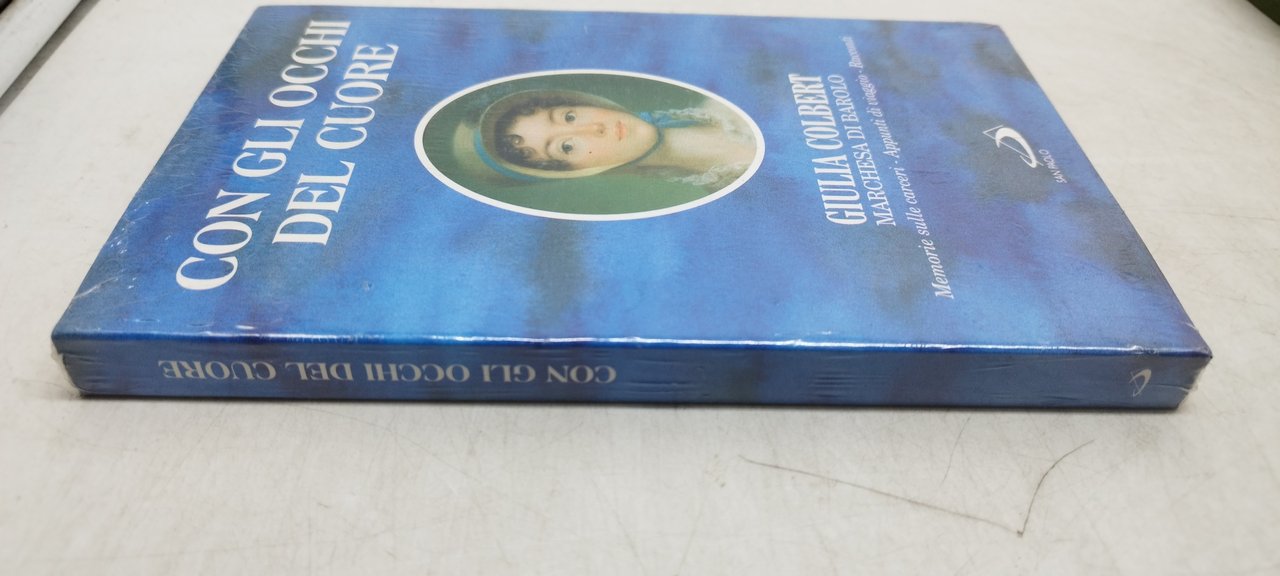 CON GLI OCCHI
DEL CUORE
GIULIA COLBERT
MARCHESA DI BAROLO
Memorie sulle carceri - Appunti di viaggio - Racconti
SAN PAOLO
CON GLI OCCHI DEL CUORE